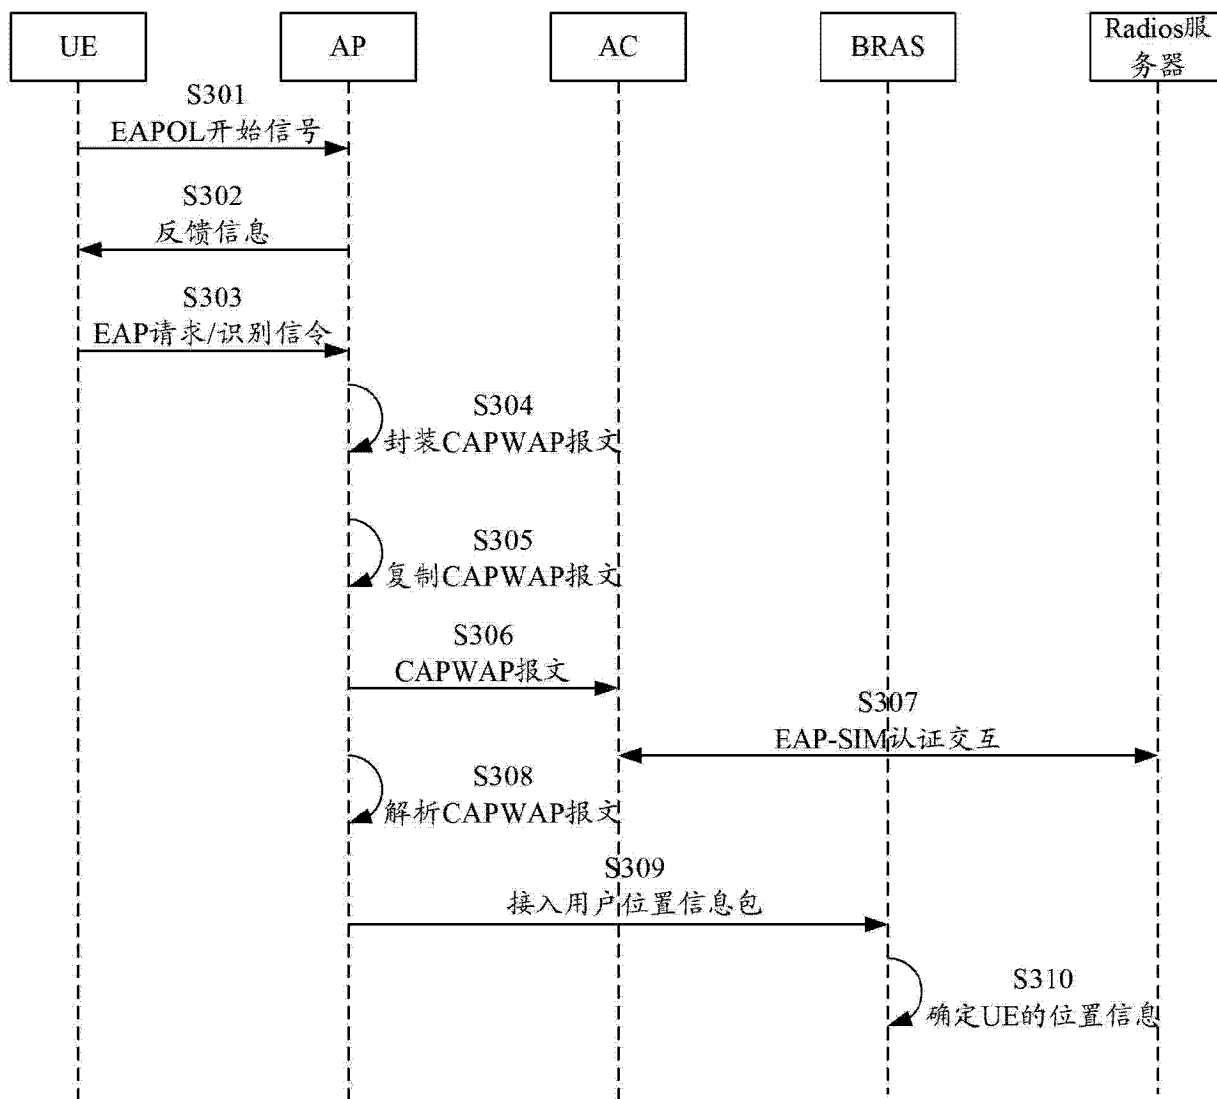 UE
AP
AC
BRAS
Radios服
务器
S301
EAPOL开始信号
S302
反馈信息
S303
EAP请求/识别信令
S304
封装CAPWAP报文
S305
复制CAPWAP报文
S306
CAPWAP报文
S307
EAP-SIM认证交互
S308
解析CAPWAP报文
S309
接入用户位置信息包
S310
确定UE的位置信息